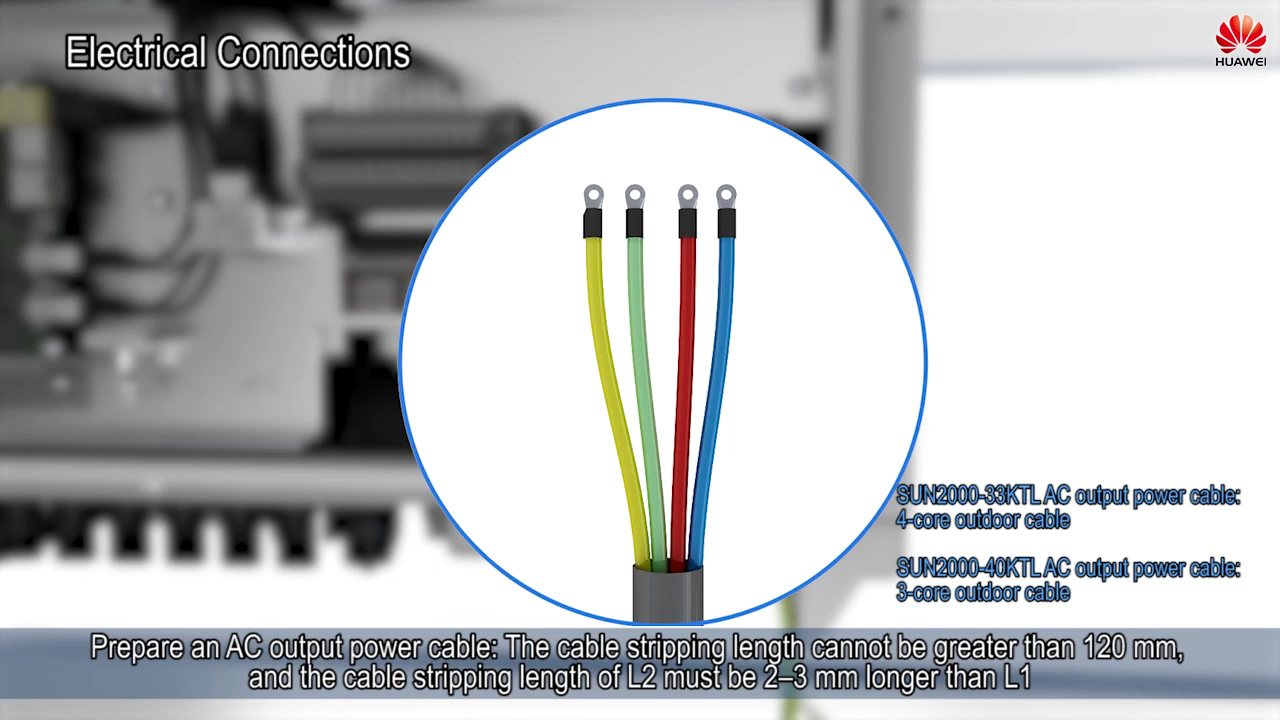 Electrical Connections
HUAWEI
SUN2000-33KTL AC output power cable:
4-core outdoor cable
SUN2000-40KTL AC output power cable:
3-core outdoor cable
Prepare an AC output power cable: The cable stripping length cannot be greater than 120 mm,
and the cable stripping length of L2 must be 2–3 mm longer than L1